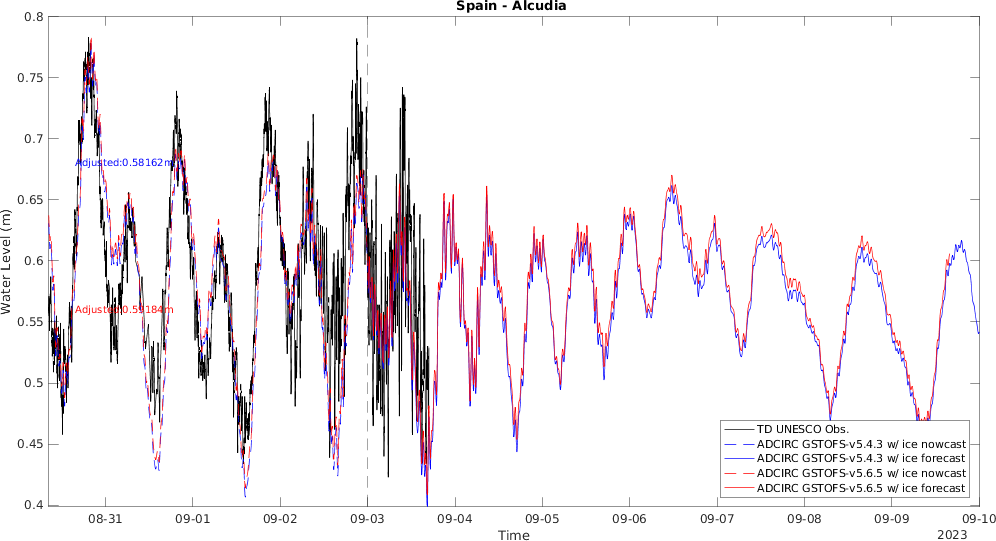 Spain - Alcudia
0.8
0.75
0.7
0.65
0.6
0.55
0.5
0.45
0.4
Water Level (m)
Adjusted:0.58162m
Adjusted:0.59184m
TD UNESCO Obs.
ADCIRC GSTOFS-v5.4.3 w/ ice nowcast
ADCIRC GSTOFS-v5.4.3 w/ ice forecast
ADCIRC GSTOFS-v5.6.5 w/ ice nowcast
ADCIRC GSTOFS-v5.6.5 w/ ice forecast
08-31 09-01 09-02 09-03 09-04 09-05 09-06 09-07 09-08 09-09 09-10
Time
2023